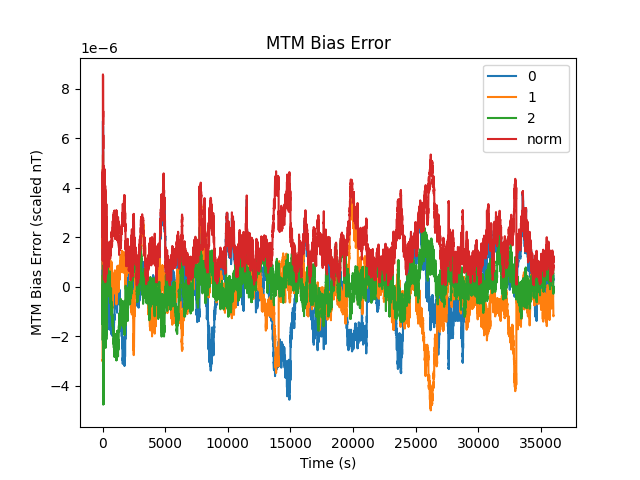 MTM Bias Error
1e−6
8
6
4
2
0
−2
−4
MTM Bias Error (scaled nT)
0
1
2
norm
0 5000 10000 15000 20000 25000 30000 35000
Time (s)